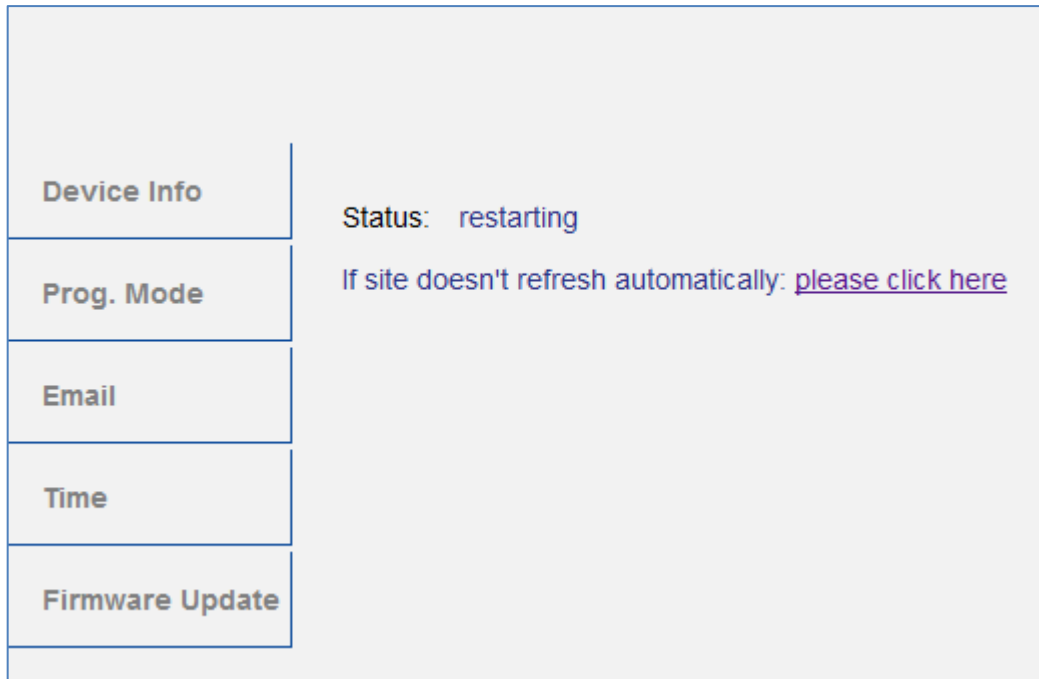 Device Info
Prog. Mode
Email
Time
Firmware Update
Status: restarting
If site doesn't refresh automatically: please click here